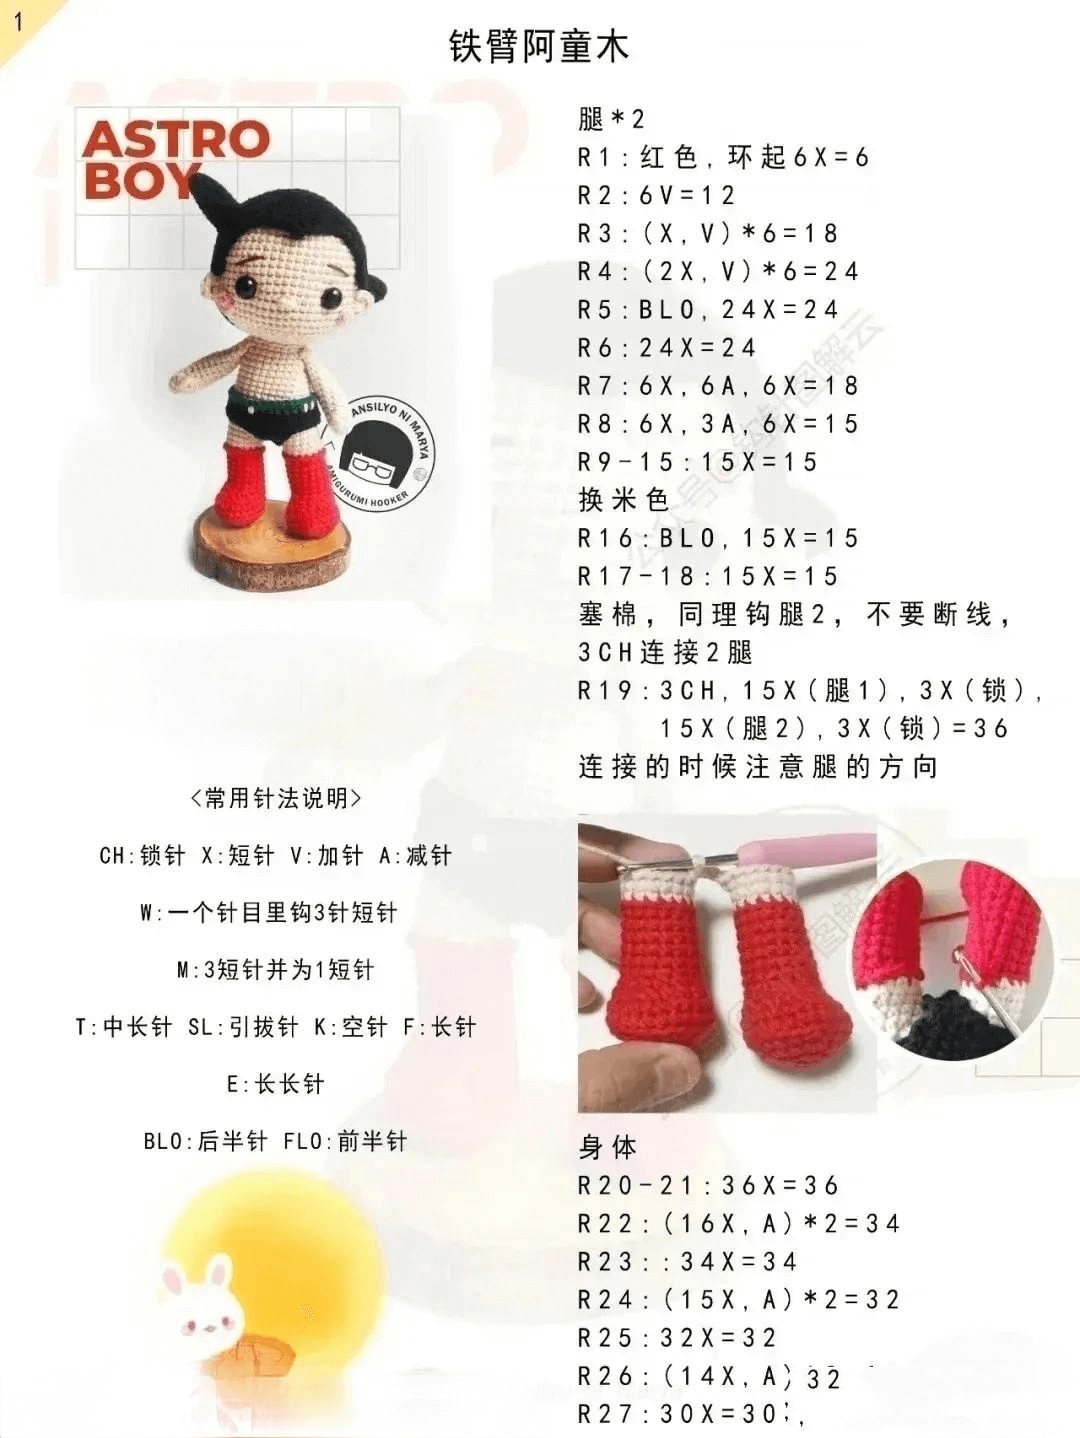 1
铁臂阿童木
ASTRO
BOY
ANSILYO NI MARYA
AMIGURUMI HOOKER
<常用针法说明>
CH:锁针 X:短针 V:加针 A:减针
W:一个针目里钩3针短针
M:3短针并为1短针
T:中长针 SL:引拨针 K:空针 F:长针
E:长长针
BLO:后半针 FLO:前半针
腿*2
R1:红色,环起6X=6
R2:6V=12
R3:(X,V)*6=18
R4:(2X,V)*6=24
R5:BLO,24X=24
R6:24X=24
R7:6X,6A,6X=18
R8:6X,3A,6X=15
R9-15:15X=15
换米色
R16:BLO,15X=15
R17-18:15X=15
塞棉，同理钩腿2，不要断线，
3CH连接2腿
R19:3CH,15X(腿1),3X(锁),
15X(腿2),3X(锁)=36
连接的时候注意腿的方向
身体
R20-21:36X=36
R22:(16X,A)*2=34
R23::34X=34
R24:(15X,A)*2=32
R25:32X=32
R26:(14X,A) 32
R27:30X=30